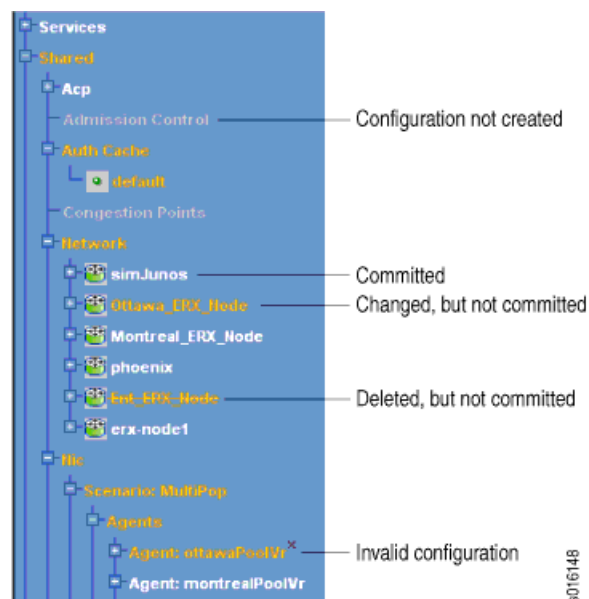 Services
Shared
Acp
Admission Control
Configuration not created
Auth Cache
default
Congestion Points
Network
simJunos
Committed
Ottawa_ERX_Node
Changed, but not committed
Montreal_ERX_Node
phoenix
Ent_ERX_Node
Deleted, but not committed
erx-node1
Nic
Scenario: MultiPop
Agents
Agent: ottawaPoolVr
Invalid configuration
Agent: montrealPoolVr
g016148